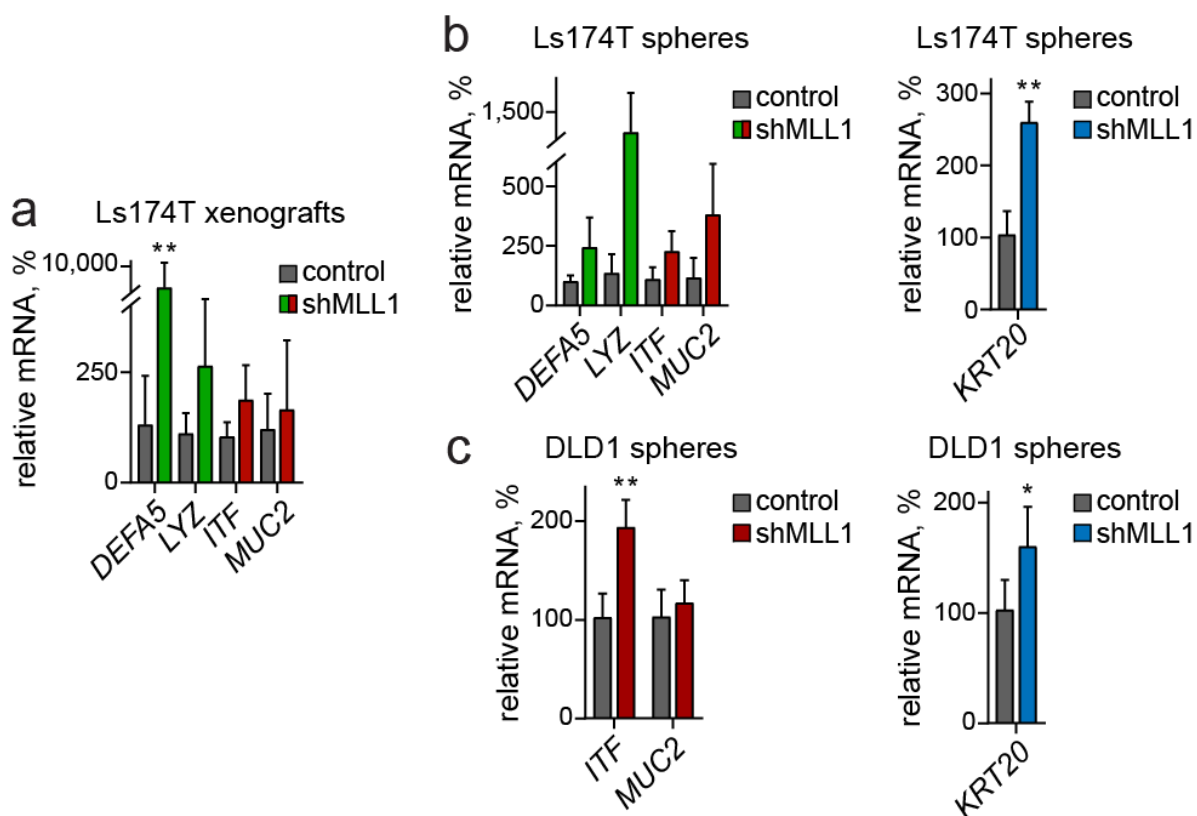 a
Ls174T xenografts
relative mRNA, %
10,000
250
0
**
control
shMLL1
DEFA5
LYZ
ITF
MUC2
b
Ls174T spheres
relative mRNA, %
1,500
500
250
0
control
shMLL1
DEFA5
LYZ
ITF
MUC2
Ls174T spheres
relative mRNA, %
300
200
100
0
**
control
shMLL1
KRT20
c
DLD1 spheres
relative mRNA, %
200
100
0
**
control
shMLL1
ITF
MUC2
DLD1 spheres
relative mRNA, %
200
100
0
*
control
shMLL1
KRT20